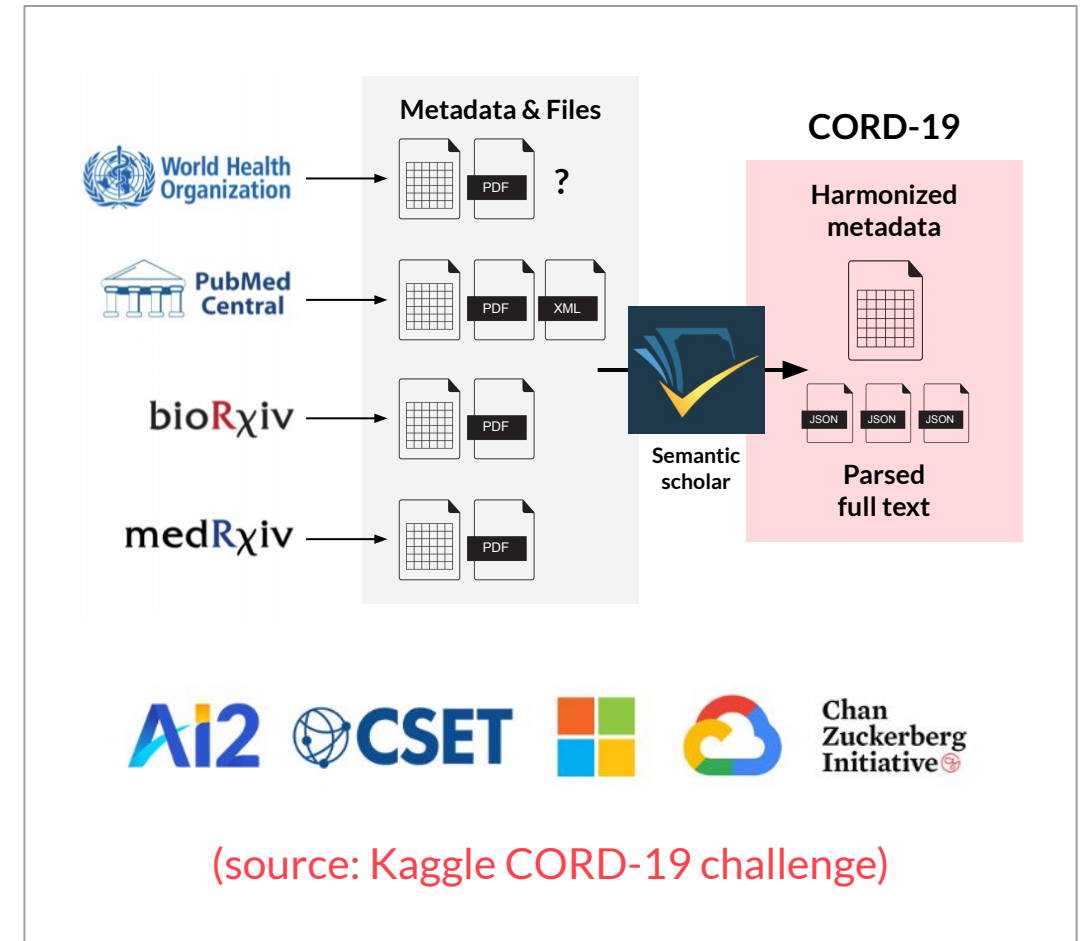 Metadata & Files
CORD-19
World Health
Organization
PDF
?
Harmonized
metadata
PubMed
Central
PDF
XML
bioRχiv
PDF
Semantic
scholar
JSON
JSON
JSON
Parsed
full text
medRχiv
PDF
Ai2
CSET
Chan
Zuckerberg
Initiative
(source: Kaggle CORD-19 challenge)